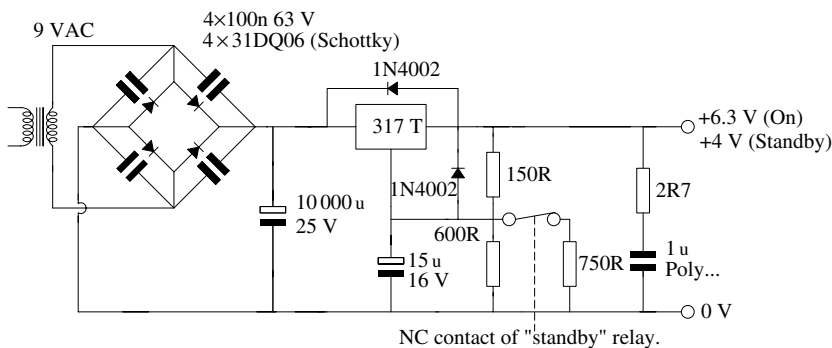 9 VAC
4×100n 63 V
4×31DQ06 (Schottky)
1N4002
317 T
+6.3 V (On)
+4 V (Standby)
1N4002
150R
2R7
10 000 u
25 V
600R
15 u
16 V
750R
1 u
Poly...
0 V
NC contact of "standby" relay.